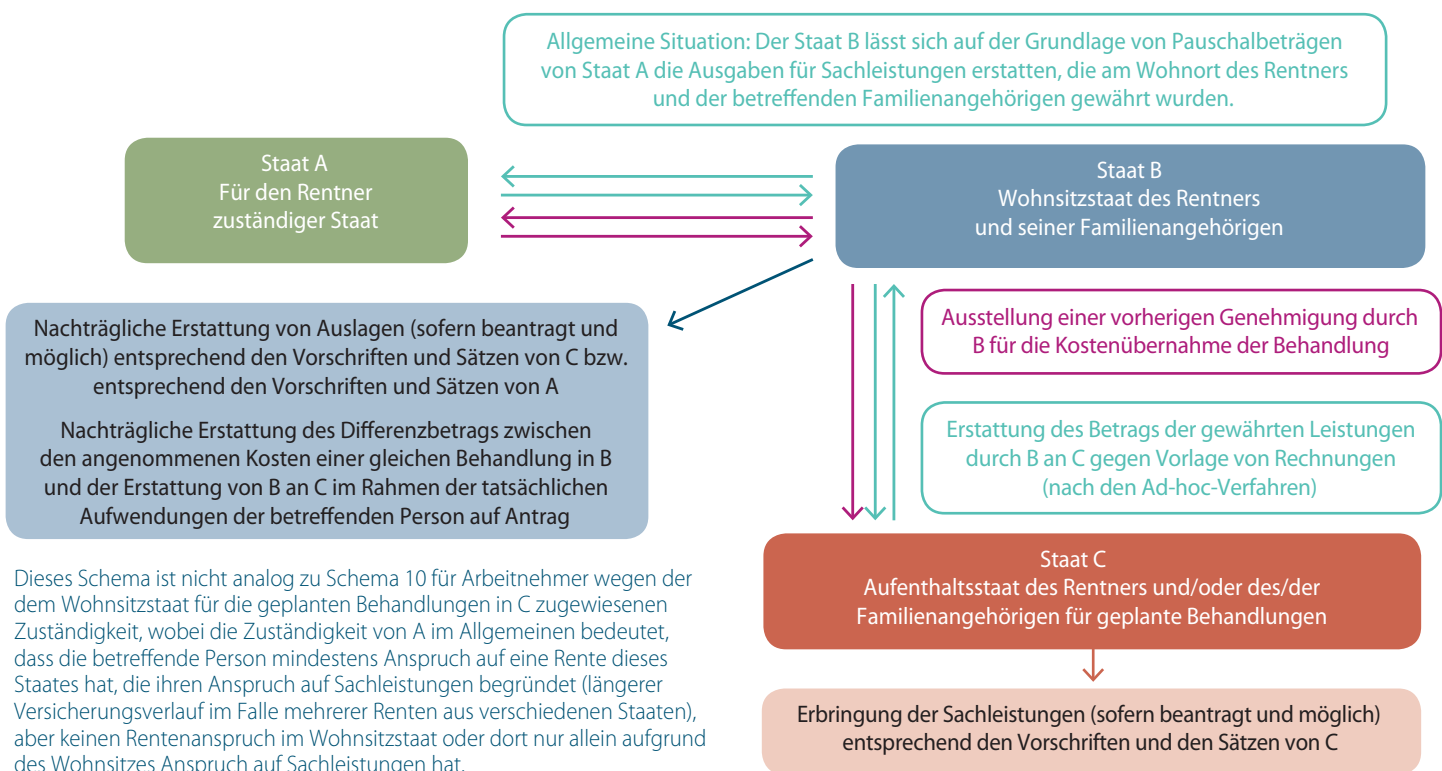 Allgemeine Situation: Der Staat B lässt sich auf der Grundlage von Pauschalbeträgen
von Staat A die Ausgaben für Sachleistungen erstatten, die am Wohnort des Rentners
und der betreffenden Familienangehörigen gewährt wurden.
Staat A
Für den Rentner
zuständiger Staat
Staat B
Wohnsitzstaat des Rentners
und seiner Familienangehörigen
Nachträgliche Erstattung von Auslagen (sofern beantragt und
möglich) entsprechend den Vorschriften und Sätzen von C bzw.
entsprechend den Vorschriften und Sätzen von A
Nachträgliche Erstattung des Differenzbetrags zwischen
den angenommenen Kosten einer gleichen Behandlung in B
und der Erstattung von B an C im Rahmen der tatsächlichen
Aufwendungen der betreffenden Person auf Antrag
Ausstellung einer vorherigen Genehmigung durch
B für die Kostenübernahme der Behandlung
Erstattung des Betrags der gewährten Leistungen
durch B an C gegen Vorlage von Rechnungen
(nach den Ad-hoc-Verfahren)
Dieses Schema ist nicht analog zu Schema 10 für Arbeitnehmer wegen der
dem Wohnsitzstaat für die geplanten Behandlungen in C zugewiesenen
Zuständigkeit, wobei die Zuständigkeit von A im Allgemeinen bedeutet,
dass die betreffende Person mindestens Anspruch auf eine Rente dieses
Staates hat, die ihren Anspruch auf Sachleistungen begründet (längerer
Versicherungsverlauf im Falle mehrerer Renten aus verschiedenen Staaten),
aber keinen Rentenanspruch im Wohnsitzstaat oder dort nur allein aufgrund
des Wohnsitzes Anspruch auf Sachleistungen hat.
Staat C
Aufenthaltsstaat des Rentners und/oder des/der
Familienangehörigen für geplante Behandlungen
Erbringung der Sachleistungen (sofern beantragt und möglich)
entsprechend den Vorschriften und den Sätzen von C